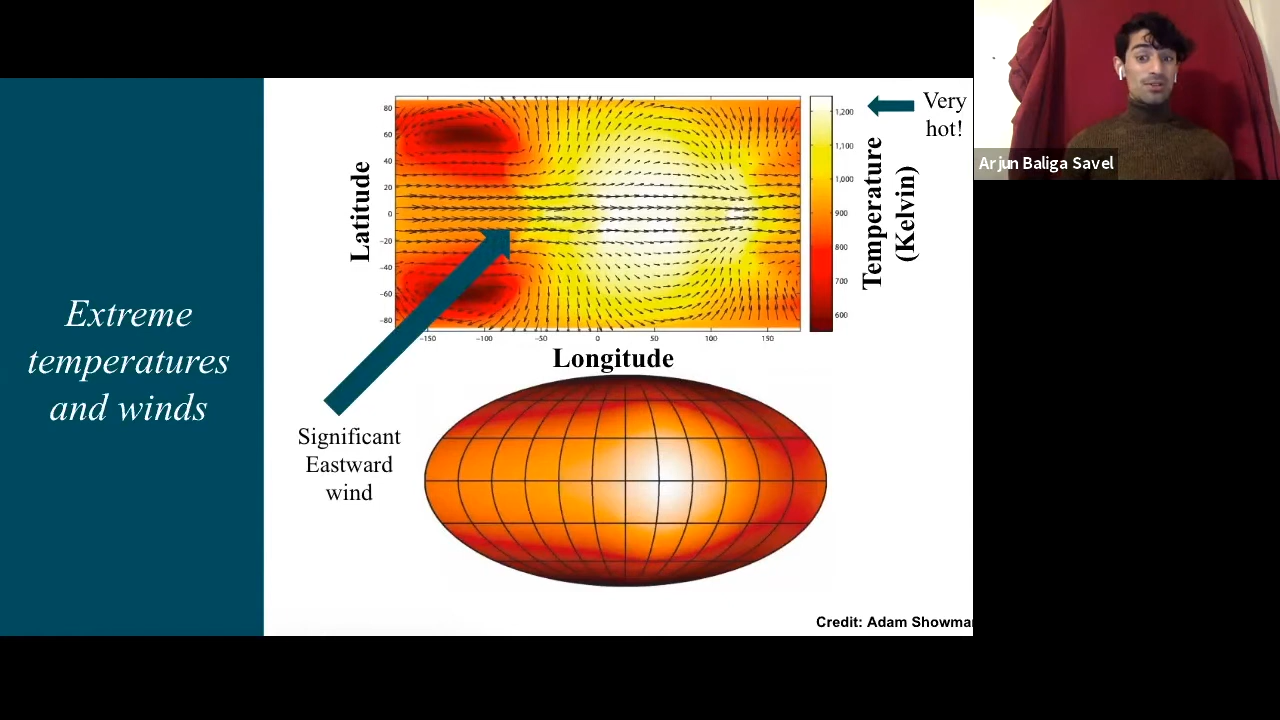 Extreme
temperatures
and winds
Latitude
80
60
40
20
0
−20
−40
−60
−80
−150
−100
−50
0
50
100
150
Longitude
1,200
1,100
1,000
900
800
700
600
Temperature
(Kelvin)
Very
hot!
Significant
Eastward
wind
Credit: Adam Showma
Arjun Baliga Savel